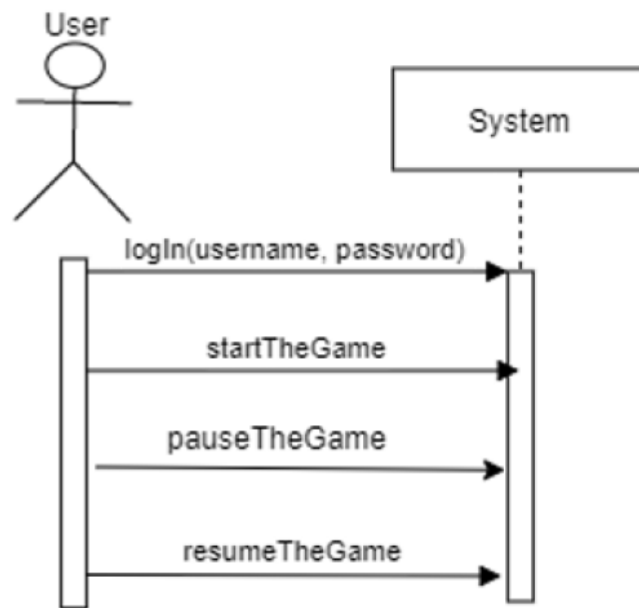 User
System
logIn(username, password)
startTheGame
pauseTheGame
resumeTheGame